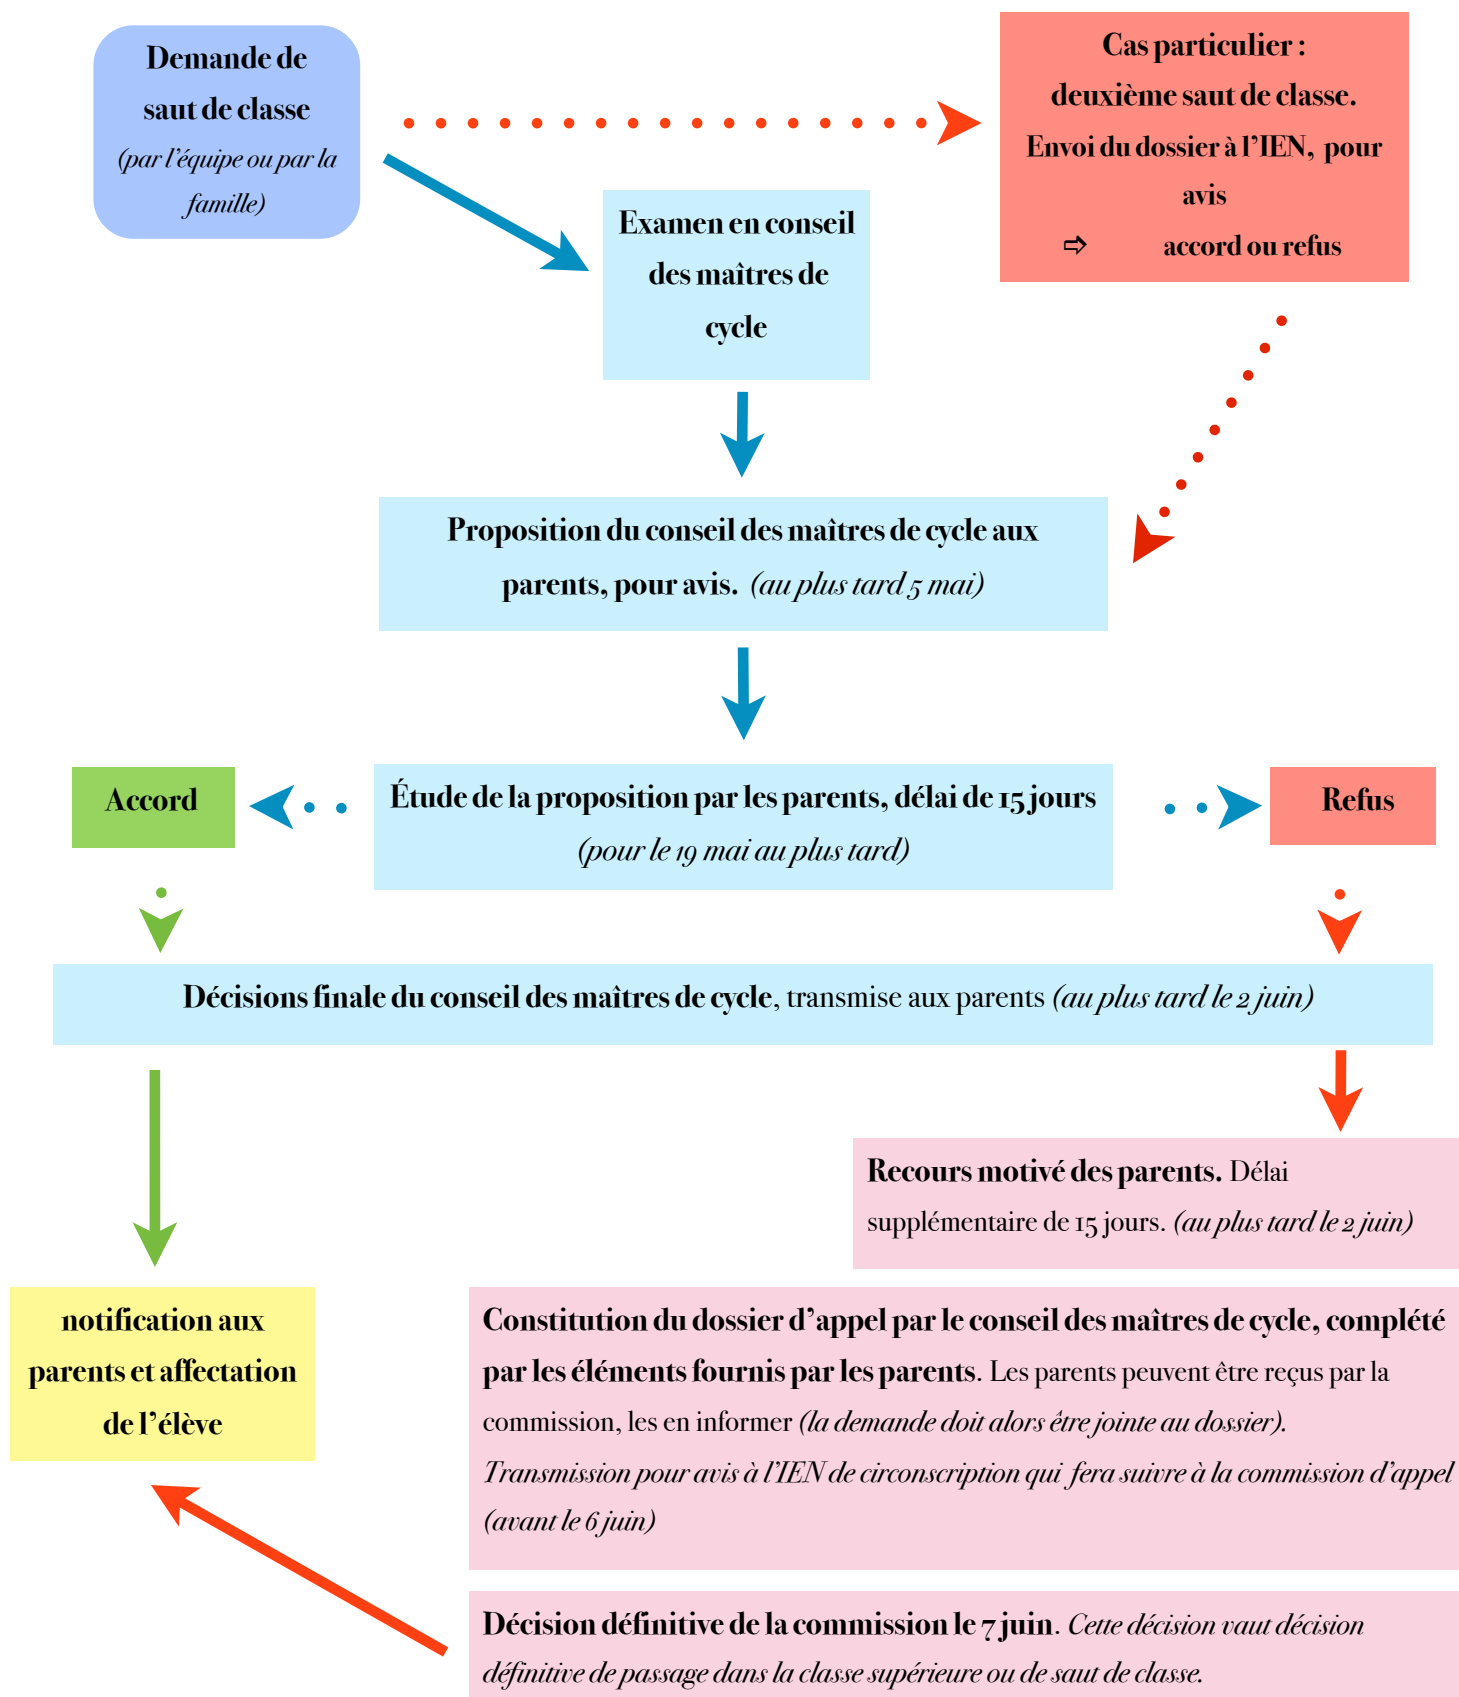 Demande de
saut de classe
(par l'équipe ou par la
famille)
Cas particulier :
deuxième saut de classe.
Envoi du dossier à l'IEN, pour
avis
⇨ accord ou refus
Examen en conseil
des maîtres de
cycle
Proposition du conseil des maîtres de cycle aux
parents, pour avis. (au plus tard 5 mai)
Accord
Étude de la proposition par les parents, délai de 15 jours
(pour le 19 mai au plus tard)
Refus
Décisions finale du conseil des maîtres de cycle, transmise aux parents (au plus tard le 2 juin)
Recours motivé des parents. Délai
supplémentaire de 15 jours. (au plus tard le 2 juin)
notification aux
parents et affectation
de l'élève
Constitution du dossier d'appel par le conseil des maîtres de cycle, complété
par les éléments fournis par les parents. Les parents peuvent être reçus par la
commission, les en informer (la demande doit alors être jointe au dossier).
Transmission pour avis à l'IEN de circonscription qui fera suivre à la commission d'appel
(avant le 6 juin)
Décision définitive de la commission le 7 juin. Cette décision vaut décision
définitive de passage dans la classe supérieure ou de saut de classe.